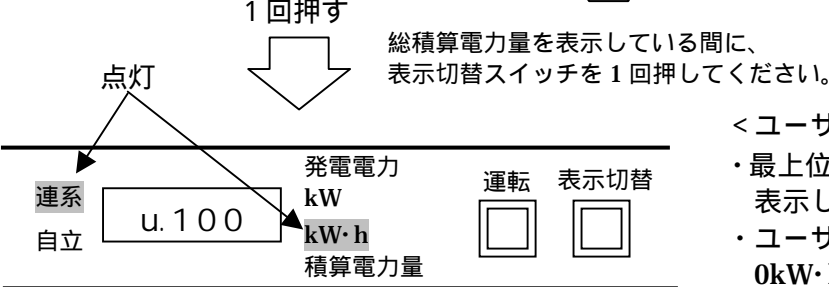 1回押す
総積算電力量を表示している間に、
表示切替スイッチを1回押してください。
点灯
<ユーザ
・最上位
表示し
・ユーザ
0kW・
発電電力
kW
kW・h
積算電力量
連系
自立
u.100
運転
表示切替